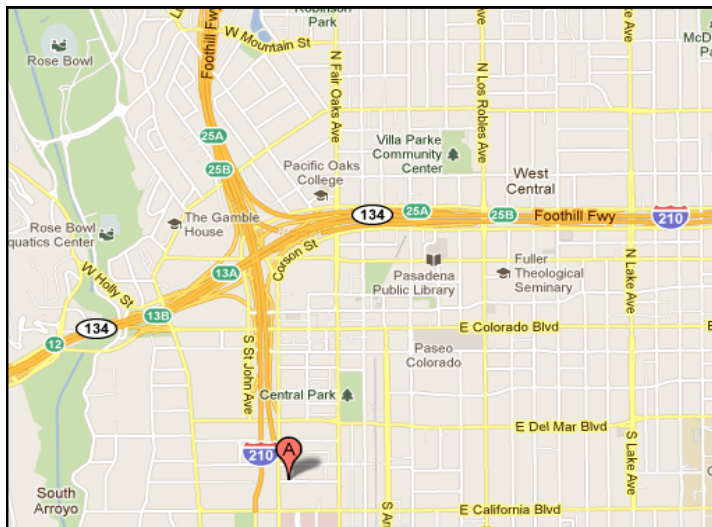 Robinson
Park
W Mountain St
Foothill Fwy
N Fair Oaks Ave
N Los Robles Ave
Rose Bowl
25A
25B
Villa Parke
Community
Center
Pacific Oaks
College
West
Central
The Gamble
House
134
25A
25B
Foothill Fwy
210
Rose Bowl
quatics Center
Corson St
13A
W Holly St
Pasadena
Public Library
Fuller
Theological
Seminary
N Lake Ave
13B
134
12
E Colorado Blvd
S St John Ave
Paseo
Colorado
Central Park
E Del Mar Blvd
S Lake Ave
A
210
South
Arroyo
E California Blvd